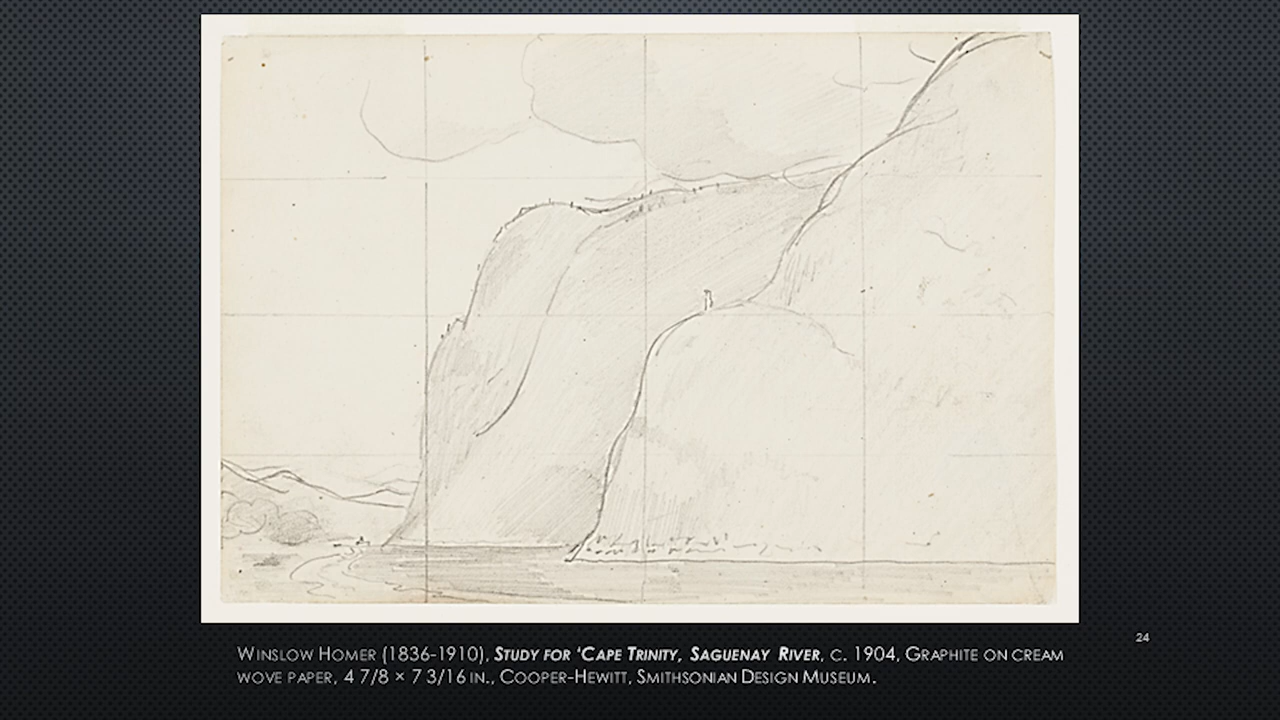 24
Winslow Homer (1836-1910), Study for ‘Cape Trinity, Saguenay River, c. 1904, Graphite on cream
wove paper, 4 7/8 × 7 3/16 in., Cooper-Hewitt, Smithsonian Design Museum.